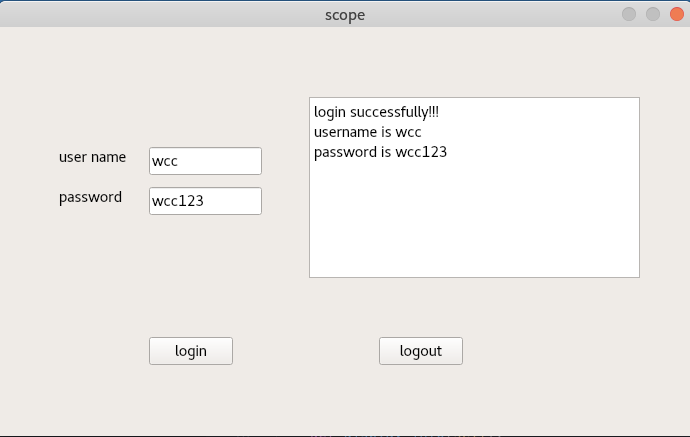 scope
user name
wcc
password
wcc123
login successfully!!!
username is wcc
password is wcc123
login
logout